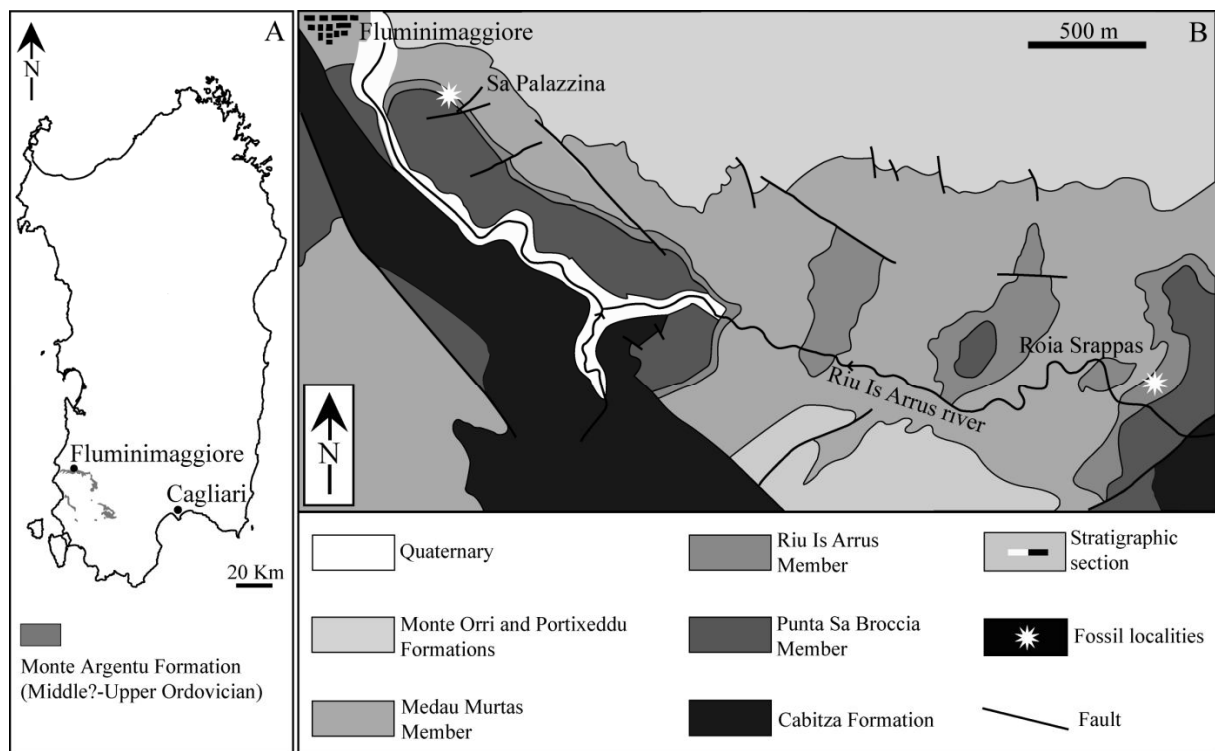 A
N
Fluminimaggiore
Cagliari
20 Km
Monte Argentu Formation
(Middle?-Upper Ordovician)
B
500 m
Fluminimaggiore
Sa Palazzina
Roia Srappas
Riu Is Arrus river
N
Quaternary
Monte Orri and Portixeddu
Formations
Medau Murtas
Member
Riu Is Arrus
Member
Punta Sa Broccia
Member
Cabitza Formation
Stratigraphic
section
Fossil localities
Fault